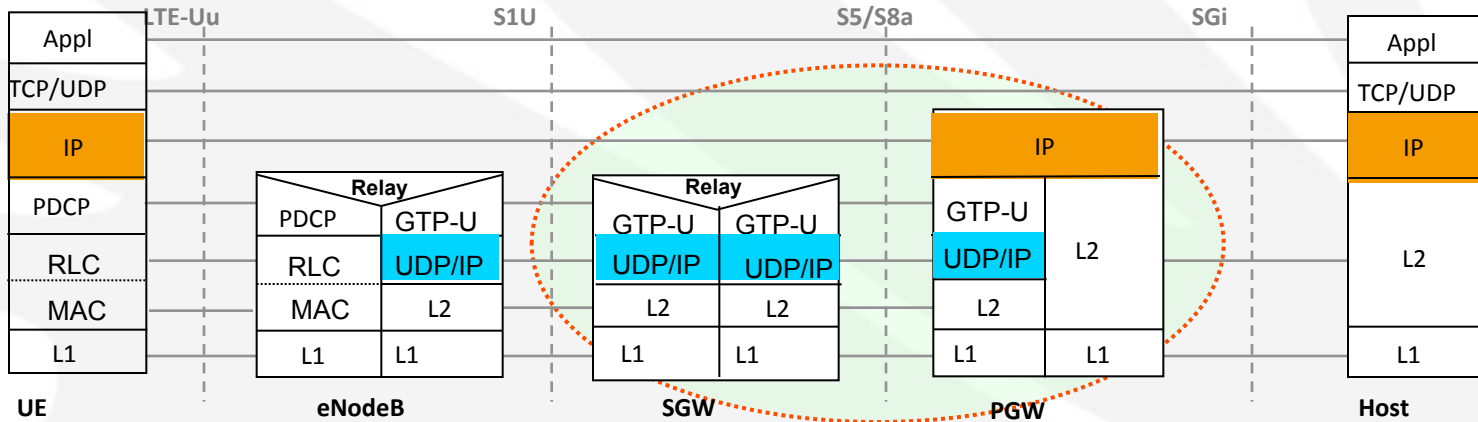 LTE-Uu S1U S5/S8a SGi
Appl Appl
TCP/UDP TCP/UDP
IP IP IP
Relay Relay
PDCP PDCP GTP-U GTP-U GTP-U GTP-U
RLC RLC UDP/IP UDP/IP UDP/IP UDP/IP L2 L2
MAC MAC L2 L2 L2 L2
L1 L1 L1 L1 L1 L1 L1 L1
UE eNodeB SGW PGW Host